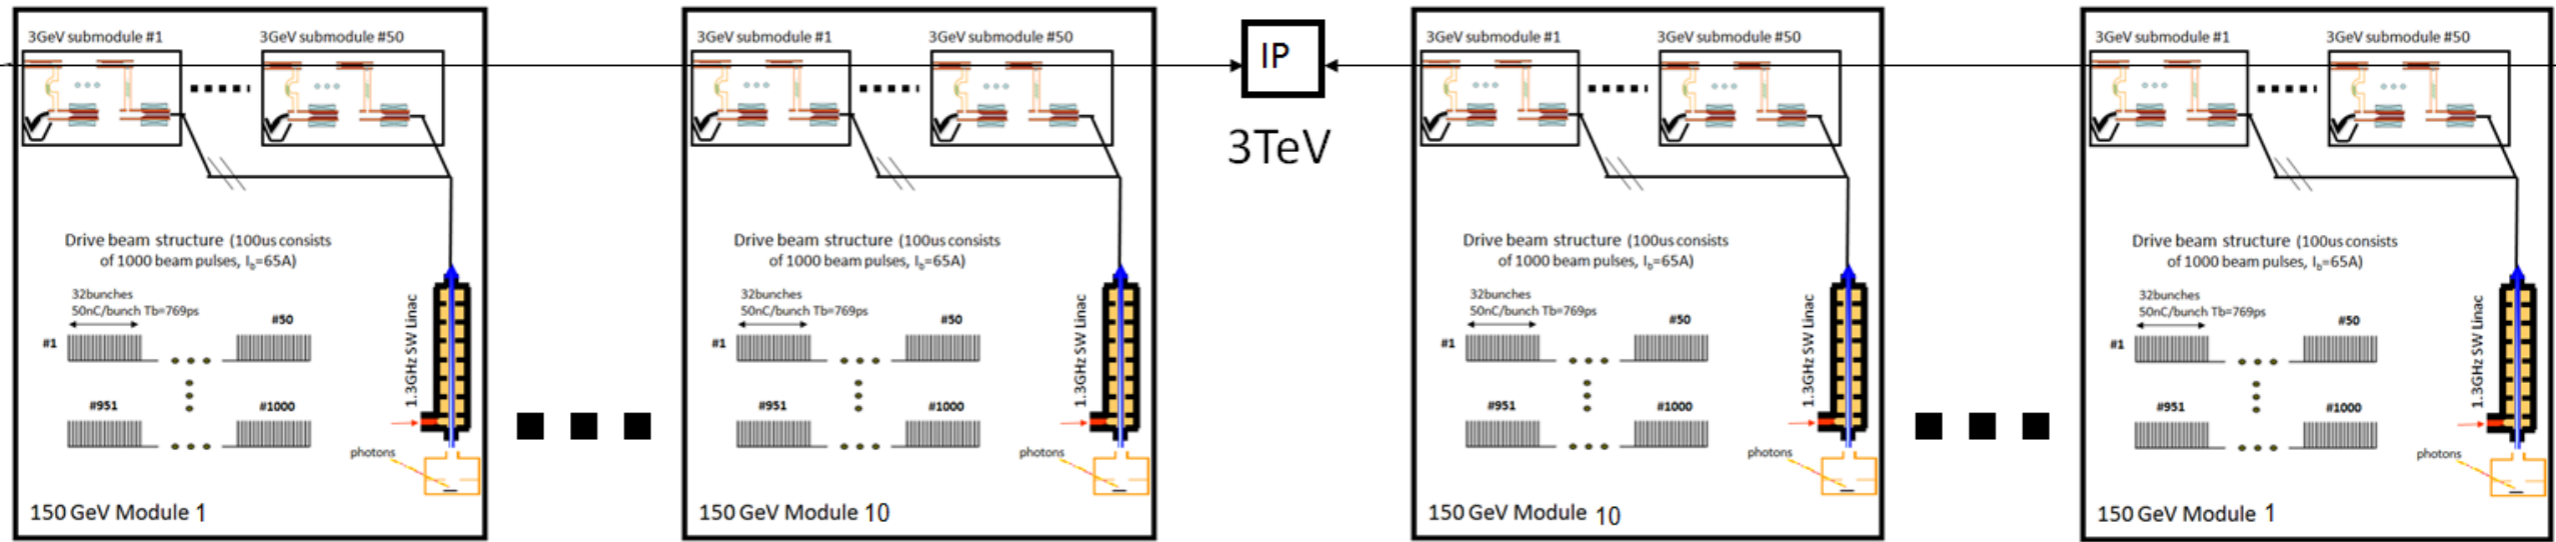 3GeV submodule #1
3GeV submodule #50
Drive beam structure (100us consists
of 1000 beam pulses, Ib=65A)
32bunches
50nC/bunch Tb=769ps
#1
#50
#951
#1000
1.3GHz SW Linac
photons
150 GeV Module 1
3GeV submodule #1
3GeV submodule #50
Drive beam structure (100us consists
of 1000 beam pulses, Ib=65A)
32bunches
50nC/bunch Tb=769ps
#1
#50
#951
#1000
1.3GHz SW Linac
photons
150 GeV Module 10
IP
3TeV
3GeV submodule #1
3GeV submodule #50
Drive beam structure (100us consists
of 1000 beam pulses, Ib=65A)
32bunches
50nC/bunch Tb=769ps
#1
#50
#951
#1000
1.3GHz SW Linac
photons
150 GeV Module 10
3GeV submodule #1
3GeV submodule #50
Drive beam structure (100us consists
of 1000 beam pulses, Ib=65A)
32bunches
50nC/bunch Tb=769ps
#1
#50
#951
#1000
1.3GHz SW Linac
photons
150 GeV Module 1